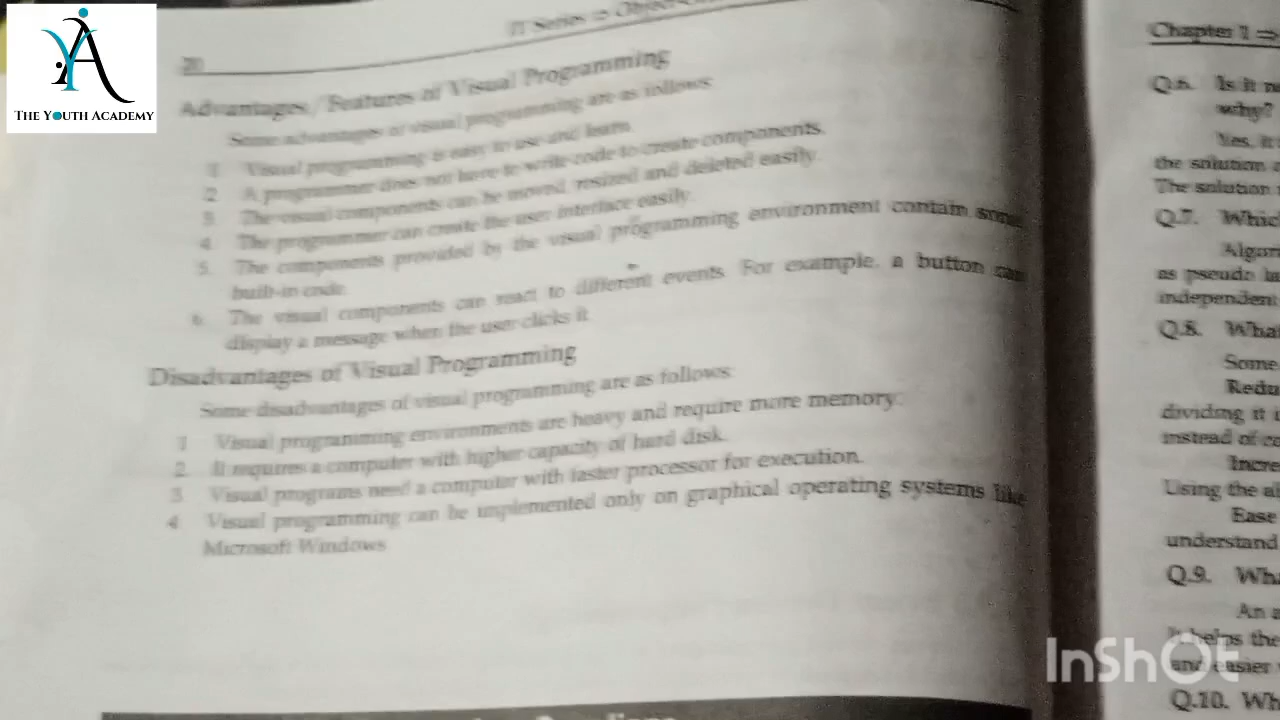 THE YOUTH ACADEMY
20
IT Series ⇒
Advantages / Features of Visual Programming
Some advantages of visual programming are as follows:
1. Visual programming is easy to use and learn.
2. A programmer does not have to write code to create components.
3. The visual components can be moved, resized and deleted easily.
4. The programmer can create the user interface easily.
5. The components provided by the visual programming environment contain some
built-in code.
6. The visual components can react to different events. For example, a button can
display a message when the user clicks it.
Disadvantages of Visual Programming
Some disadvantages of visual programming are as follows:
1. Visual programming environments are heavy and require more memory.
2. It requires a computer with higher capacity of hard disk.
3. Visual programs need a computer with faster processor for execution.
4. Visual programming can be implemented only on graphical operating systems like
Microsoft Windows
Chapter 1 ⇒
Q.6. Is it
why?
Yes, it
the solution
The solution
Q.7. Which
as pseudo
independent
Q.8. What
Some
dividing it
instead of
Using the
Ease
understand
Q.9.
An
It helps the
and easier
Q.10.
InShOt